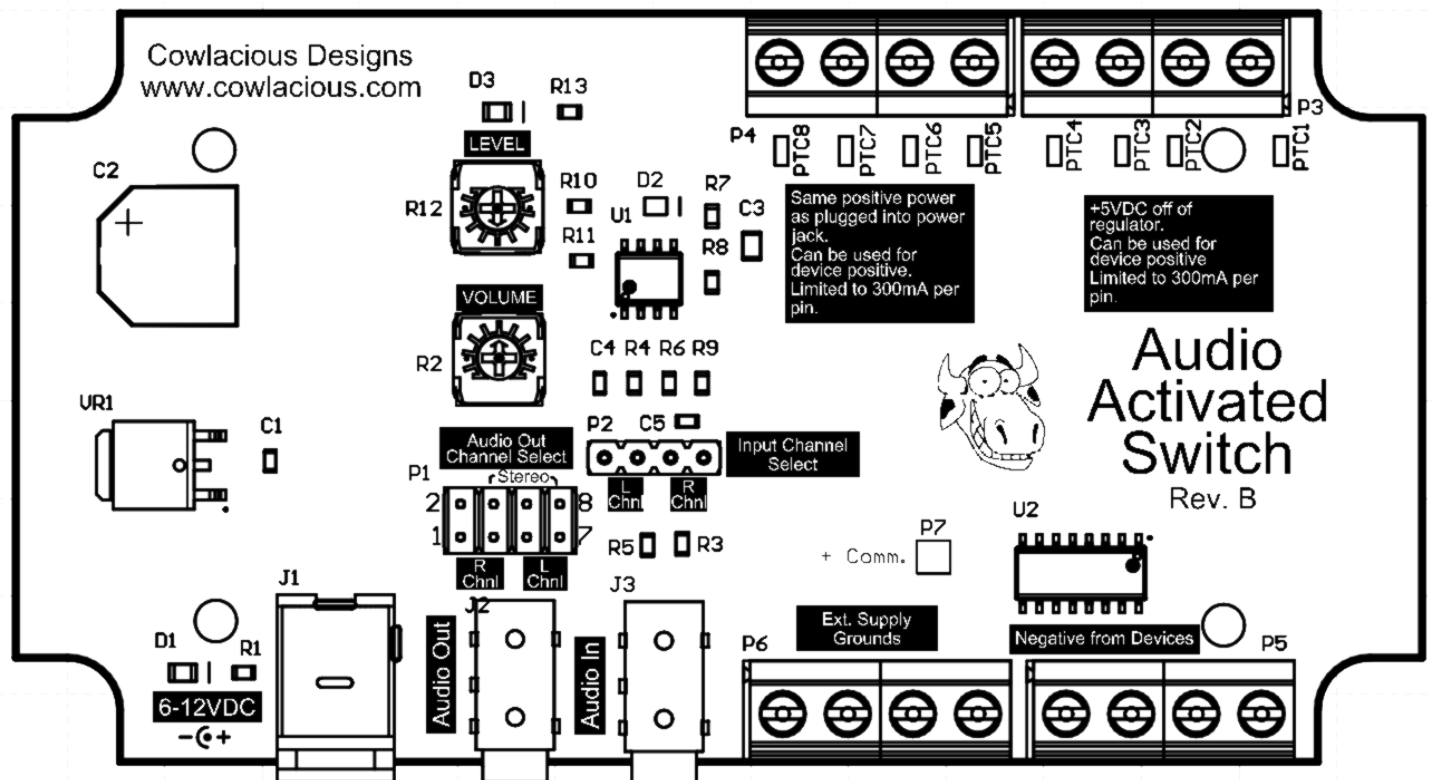 Cowlacious Designs
www.cowlacious.com
D3
R13
LEVEL
C2
R12
R10
D2
R7
C3
U1
R11
R8
VOLUME
R2
C4 R4 R6 R9
P4
PTC8
PTC7
PTC6
PTC5
PTC4
PTC3
PTC2
PTC1
P3
Same positive power
as plugged into power
jack.
Can be used for
device positive.
Limited to 300mA per
pin.
+5VDC off of
regulator.
Can be used for
device positive
Limited to 300mA per
pin.
Audio
Activated
Switch
Rev. B
VR1
C1
Audio Out
Channel Select
P2
C5
Input Channel
Select
P1
Stereo
2
8
1
7
L
Chnl
R
Chnl
R
Chnl
L
Chnl
R5
R3
U2
P7
+ Comm.
J1
J2
J3
D1
R1
6-12VDC
- +
Audio Out
Audio In
Ext. Supply
Grounds
P6
Negative from Devices
P5